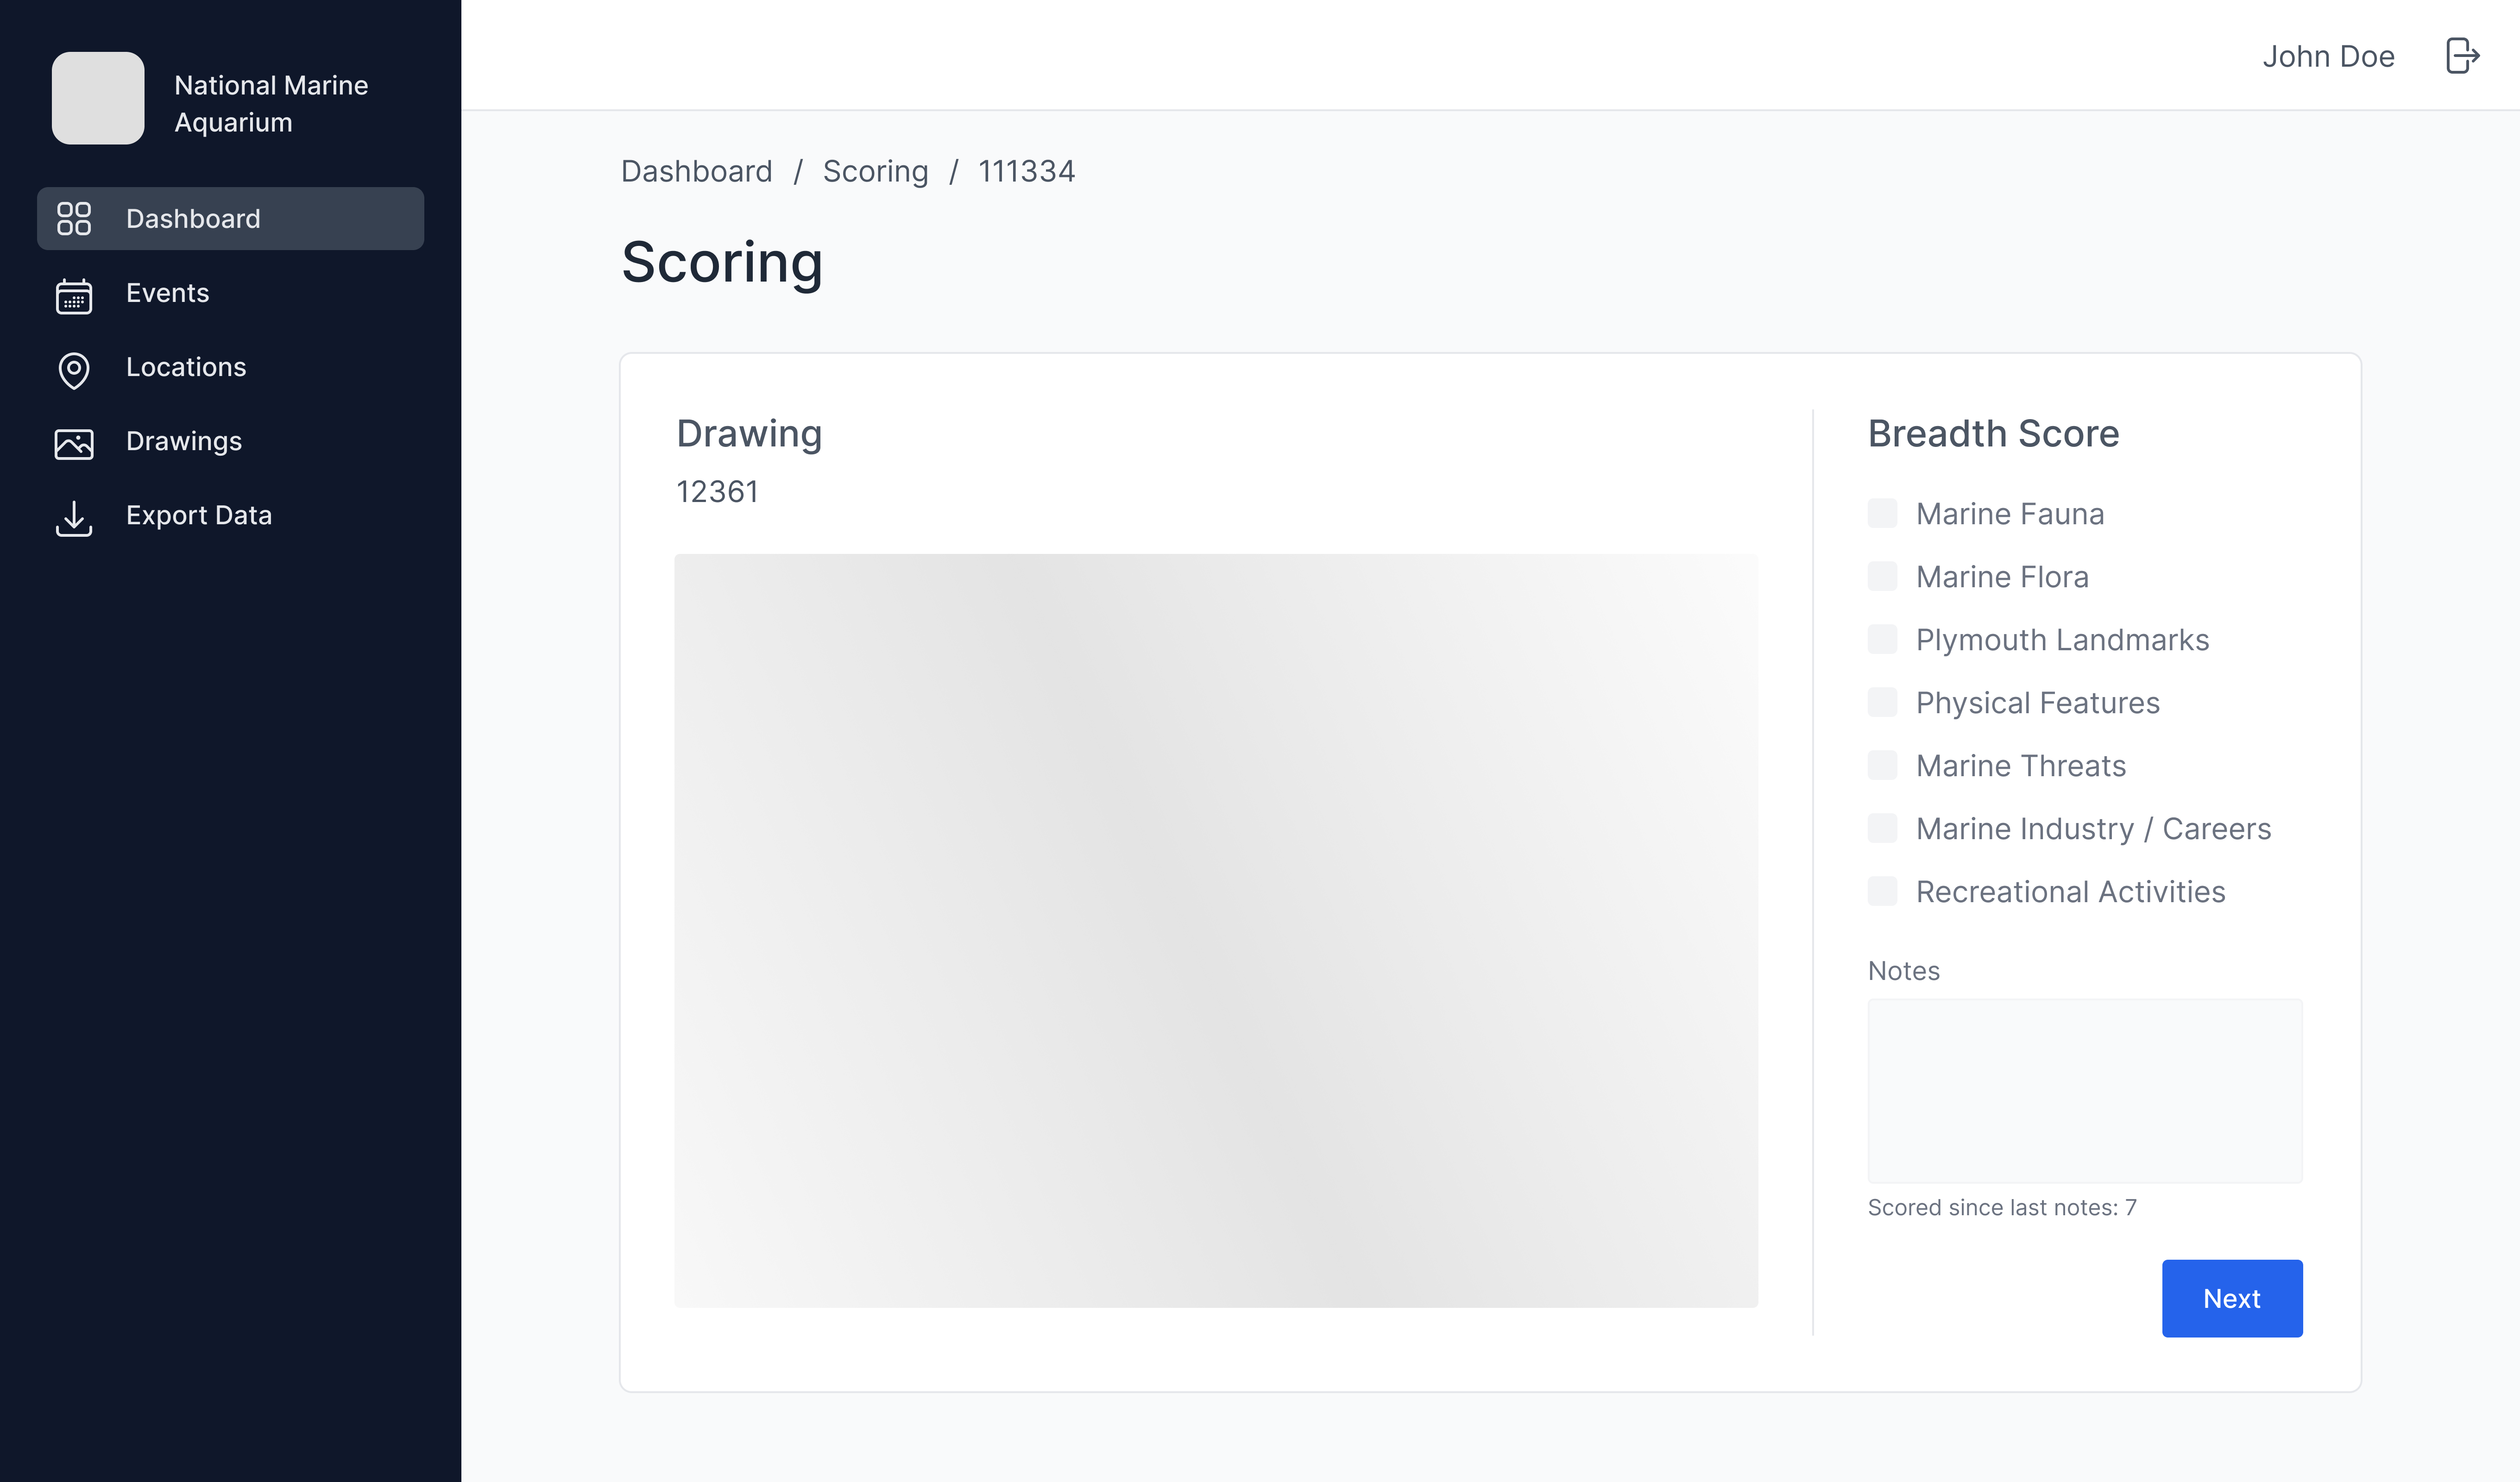 National Marine
Aquarium
Dashboard
Events
Locations
Drawings
Export Data
John Doe
Dashboard / Scoring / 111334
Scoring
Drawing
12361
Breadth Score
Marine Fauna
Marine Flora
Plymouth Landmarks
Physical Features
Marine Threats
Marine Industry / Careers
Recreational Activities
Notes
Scored since last notes: 7
Next